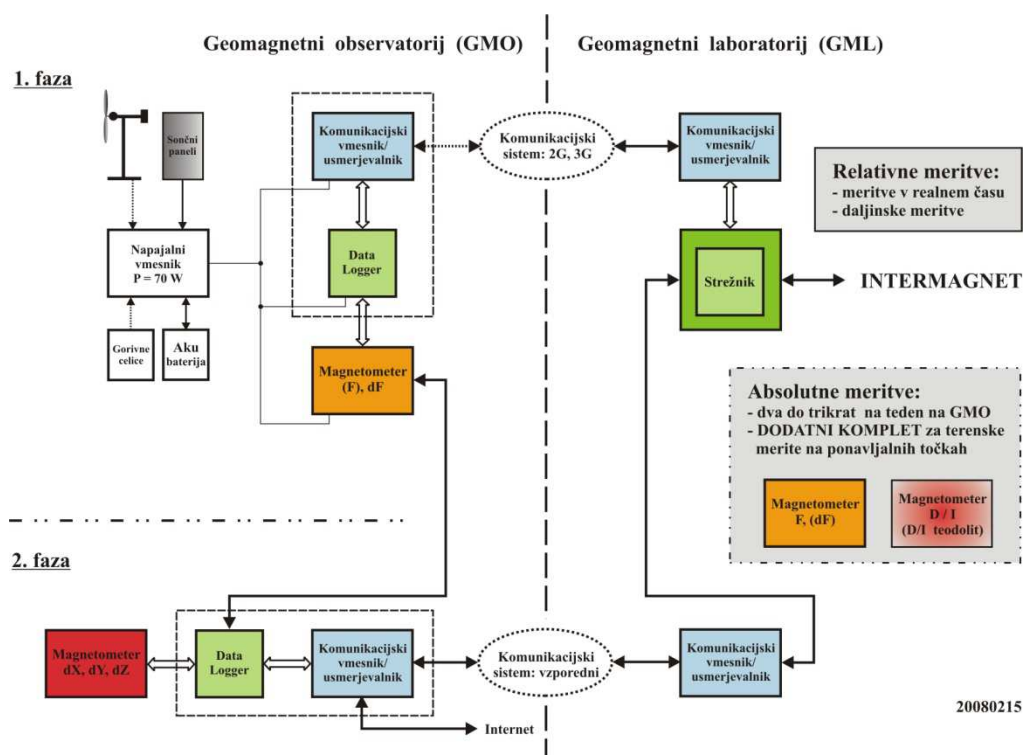 Geomagnetni observatorij (GMO)
Geomagnetni laboratorij (GML)
1. faza
Sončni
paneli
Komunikacijski
vmesnik/
usmerjevalnik
Komunikacijski
sistem: 2G, 3G
Komunikacijski
vmesnik/
usmerjevalnik
Relativne meritve:
- meritve v realnem času
- daljinske meritve
Napajalni
vmesnik
P = 70 W
Data
Logger
Strežnik
INTERMAGNET
Gorivne
celice
Aku
baterija
Magnetometer
(F), dF
Absolutne meritve:
- dva do trikrat na teden na GMO
- DODATNI KOMPLET za terenske
merite na ponavljalnih točkah
Magnetometer
F, (dF)
Magnetometer
D / I
(D/I teodolit)
2. faza
Magnetometer
dX, dY, dZ
Data
Logger
Komunikacijski
vmesnik/
usmerjevalnik
Komunikacijski
sistem: vzporedni
Komunikacijski
vmesnik/
usmerjevalnik
Internet
20080215